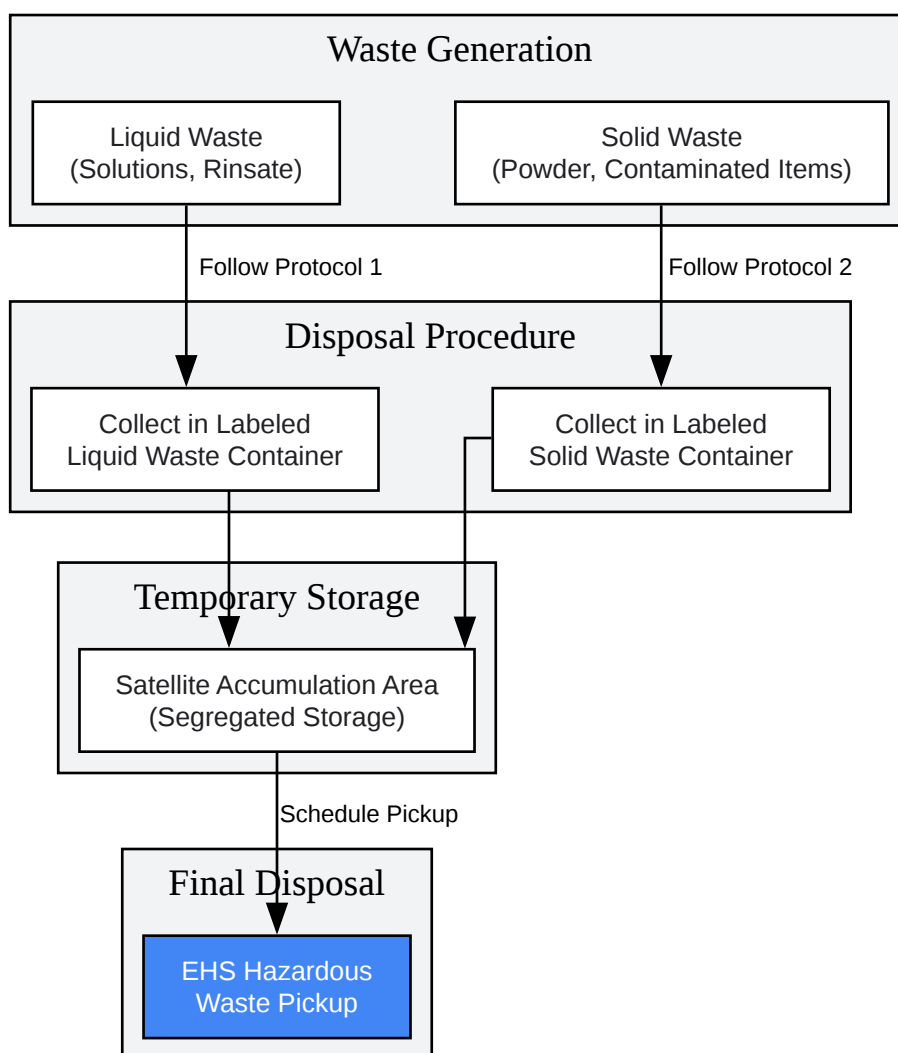 Waste Generation
Liquid Waste
(Solutions, Rinsate)
Solid Waste
(Powder, Contaminated Items)
Follow Protocol 1
Follow Protocol 2
Disposal Procedure
Collect in Labeled
Liquid Waste Container
Collect in Labeled
Solid Waste Container
Temporary Storage
Satellite Accumulation Area
(Segregated Storage)
Schedule Pickup
Final Disposal
EHS Hazardous
Waste Pickup